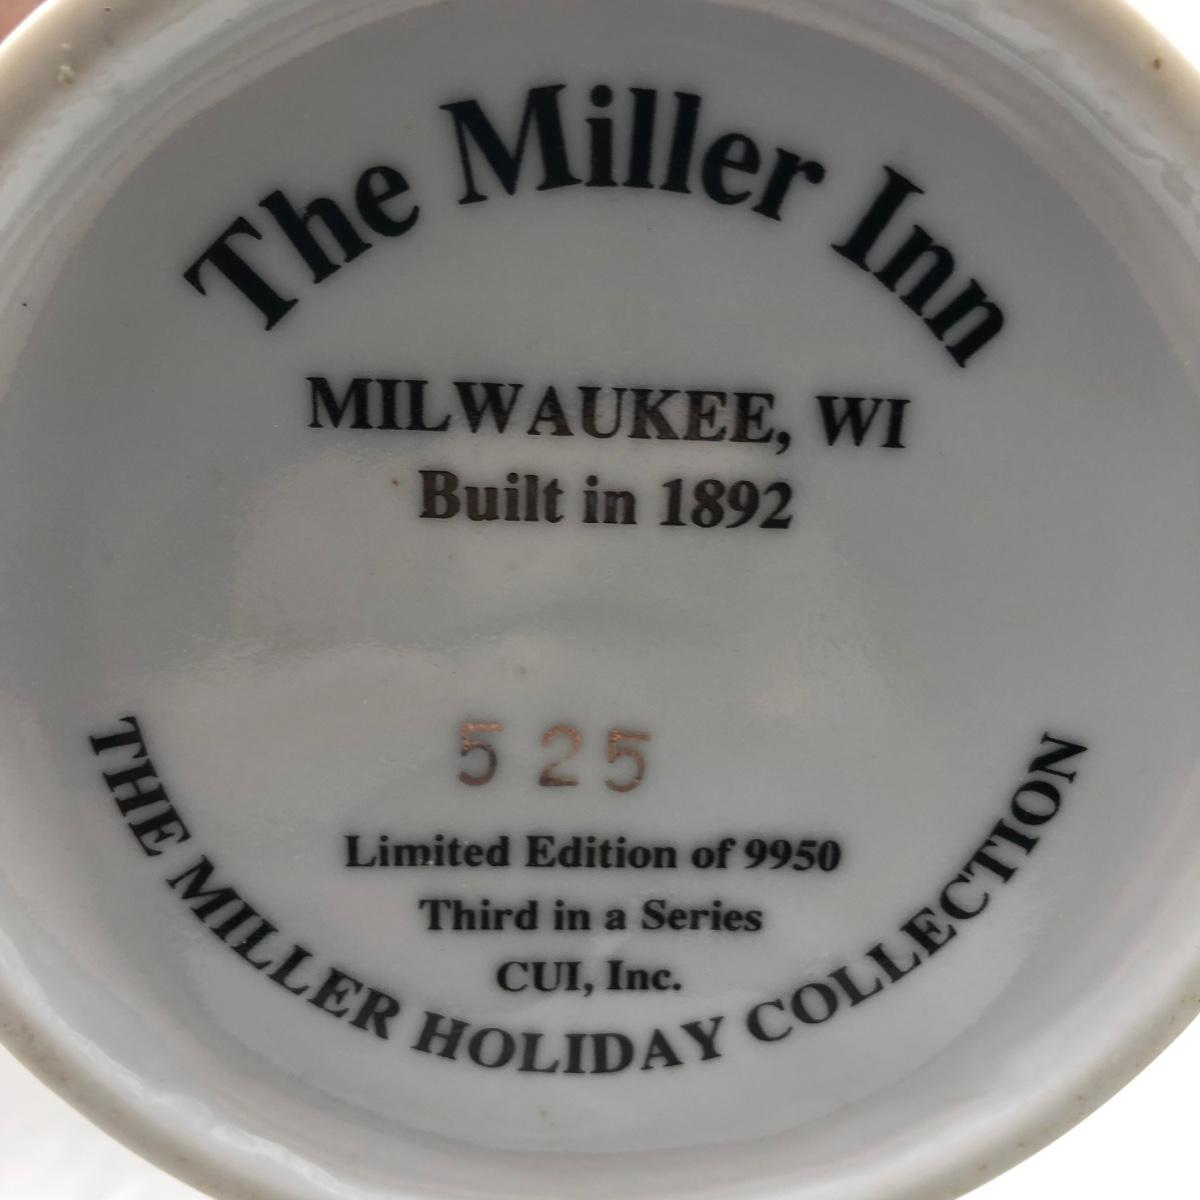 The Miller Inn
MILWAUKEE, WI
Built in 1892
525
Limited Edition of 9950
Third in a Series
CUI, Inc.
THE MILLER HOLIDAY COLLECTION